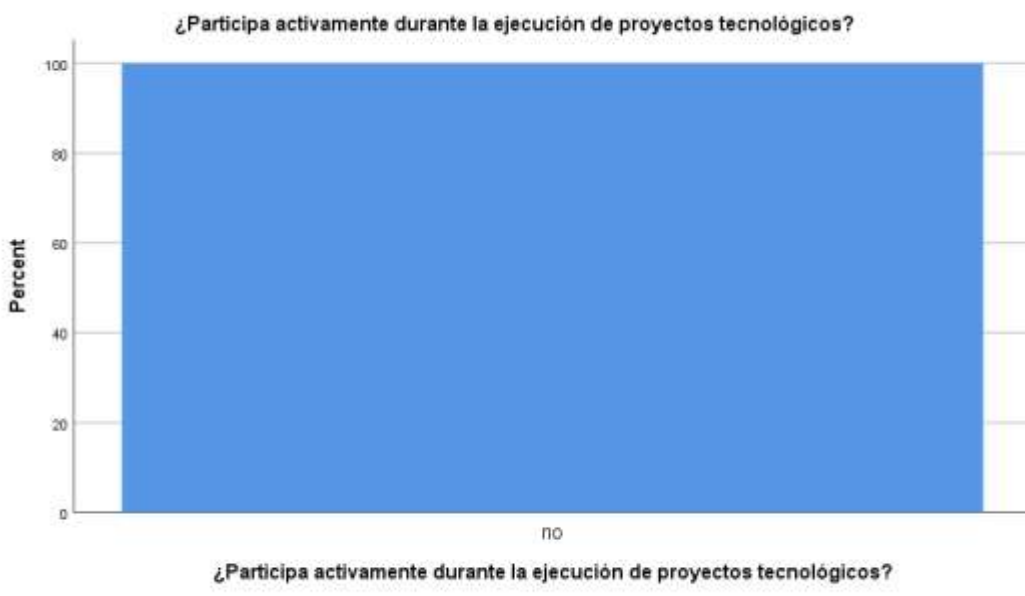 ¿Participa activamente durante la ejecución de proyectos tecnológicos?
100
80
60
40
20
0
Percent
no
¿Participa activamente durante la ejecución de proyectos tecnológicos?